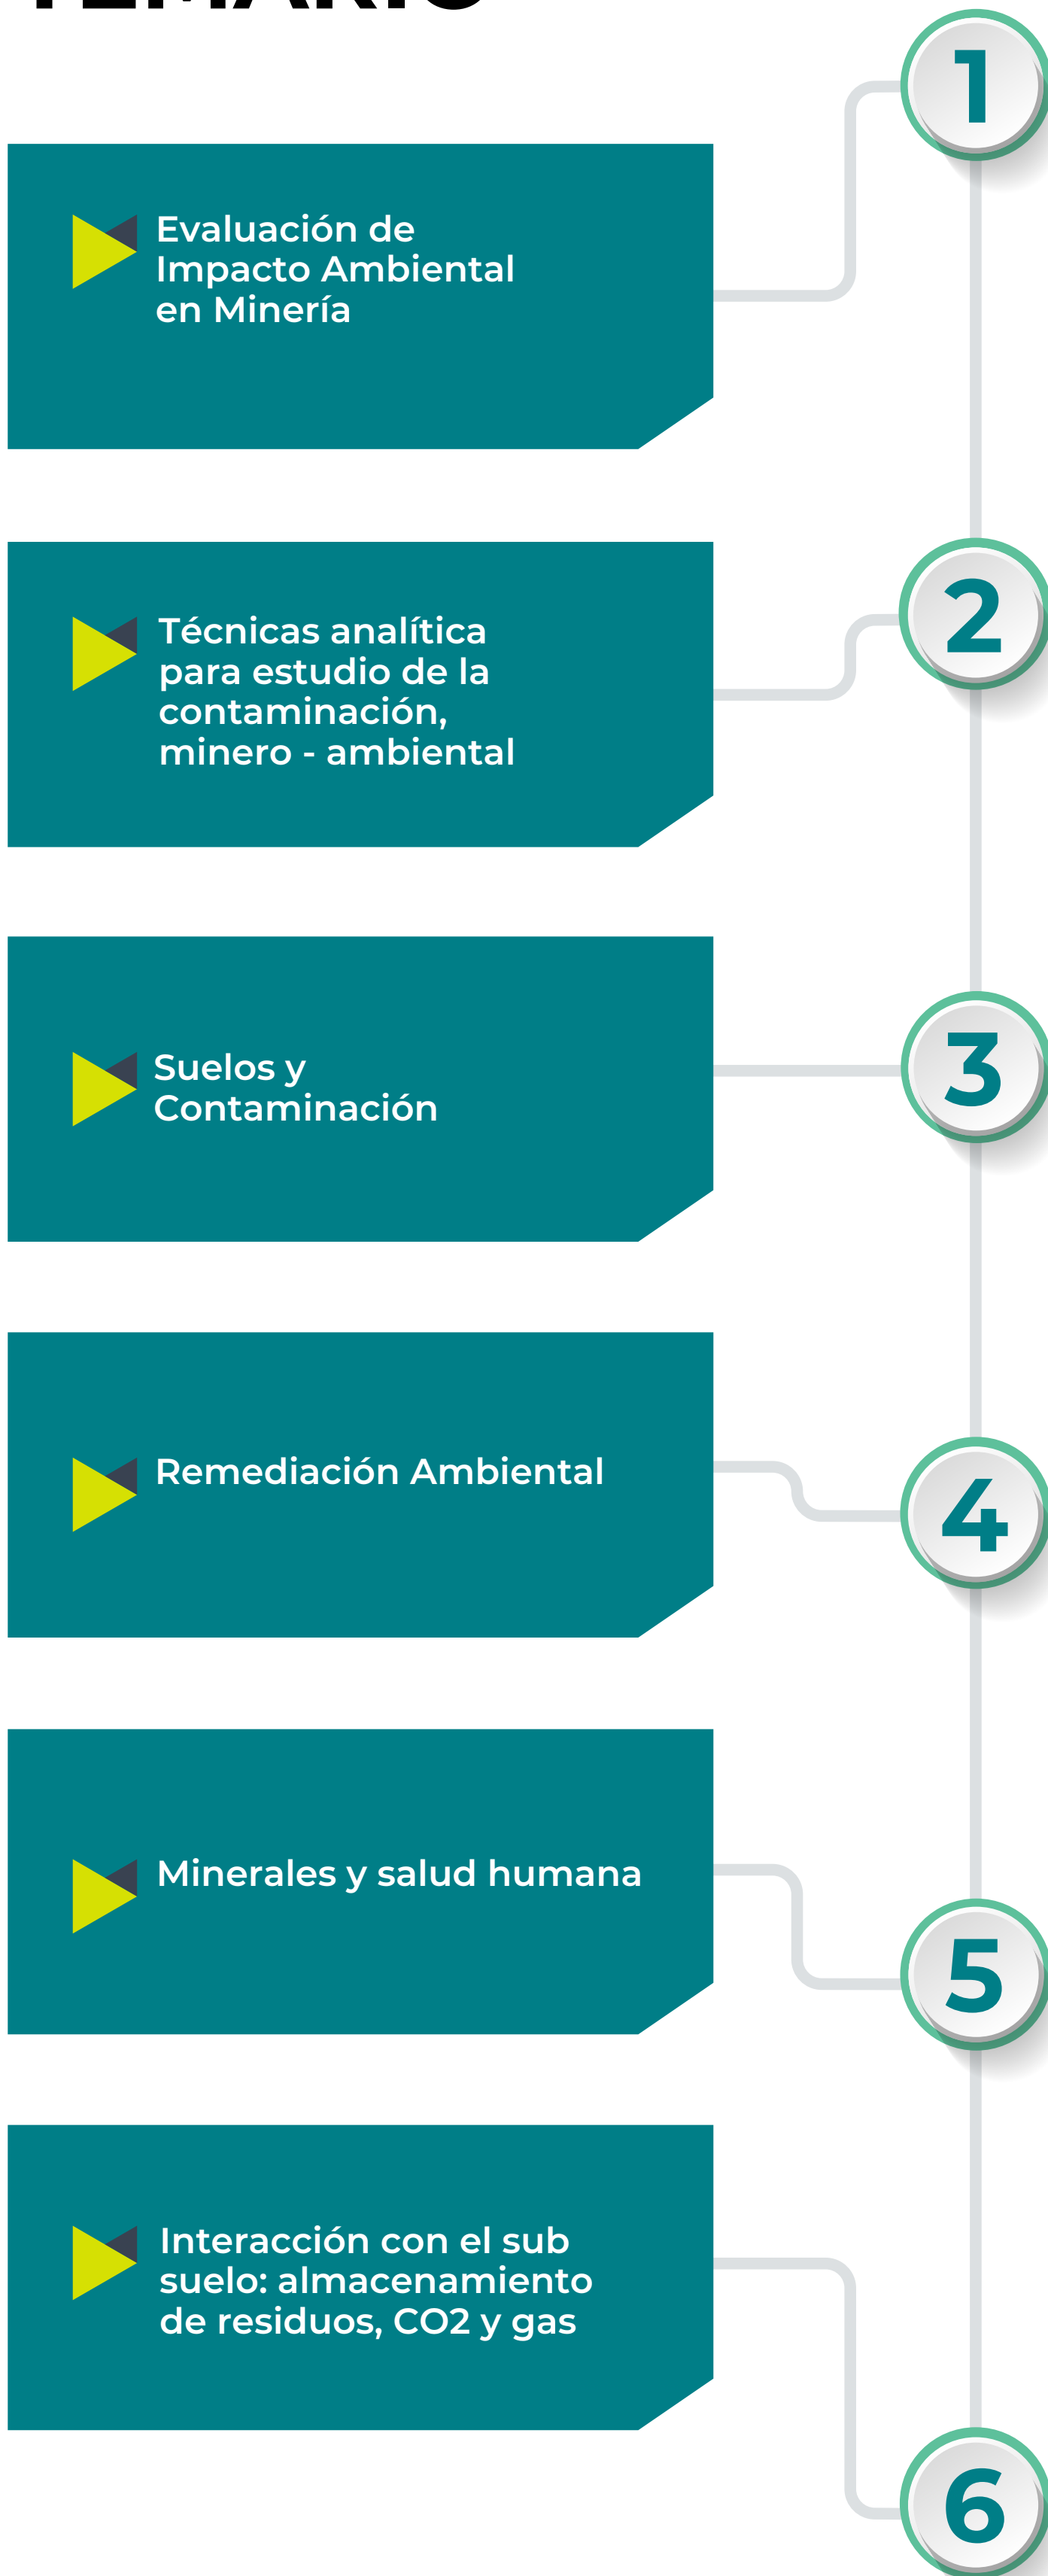 TEMARIO
1
Evaluación de
Impacto Ambiental
en Minería
2
Técnicas analítica
para estudio de la
contaminación,
minero - ambiental
3
Suelos y
Contaminación
4
Remediación Ambiental
5
Minerales y salud humana
Interacción con el sub
suelo: almacenamiento
de residuos, CO2 y gas
6